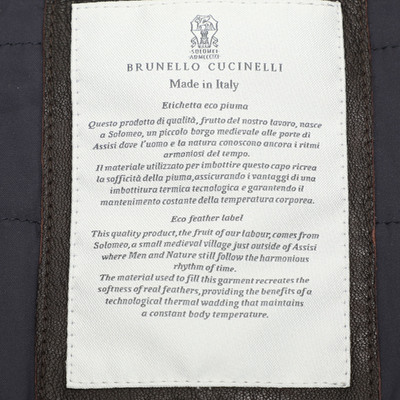 SOLOMEI
BRUNELLO CUCINELLI
Made in Italy
Etichetta eco piuma
Questo prodotto di qualità, frutto del nostro lavoro, nasce
a Solomeo, un piccolo borgo medievale alle porte di
Assisi dove l'uomo e la natura conoscono ancora i ritmi
armoniosi del tempo.
Il materiale utilizzato per imbottire questo capo ricrea
la sofficità della piuma,assicurando i vantaggi di una
imbottitura termica tecnologica e garantendo il
mantenimento costante della temperatura corporea.
Eco feather label
This quality product, the fruit of our labour, comes from
Solomeo, a small medieval village just outside of Assisi
where Men and Nature still follow the harmonious
rhythm of time.
The material used to fill this garment recreates the
softness of real feathers, providing the benefits of a
technological thermal wadding that maintains
a constant body temperature.